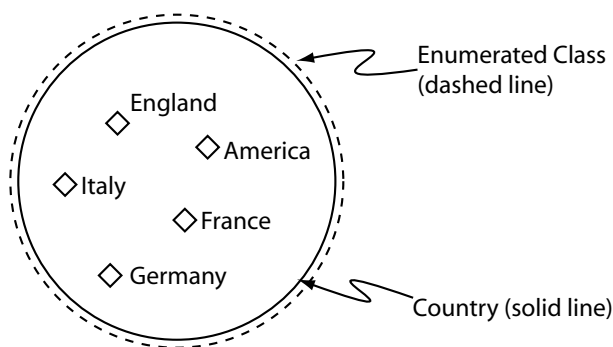 Enumerated Class
(dashed line)
England
America
Italy
France
Germany
Country (solid line)